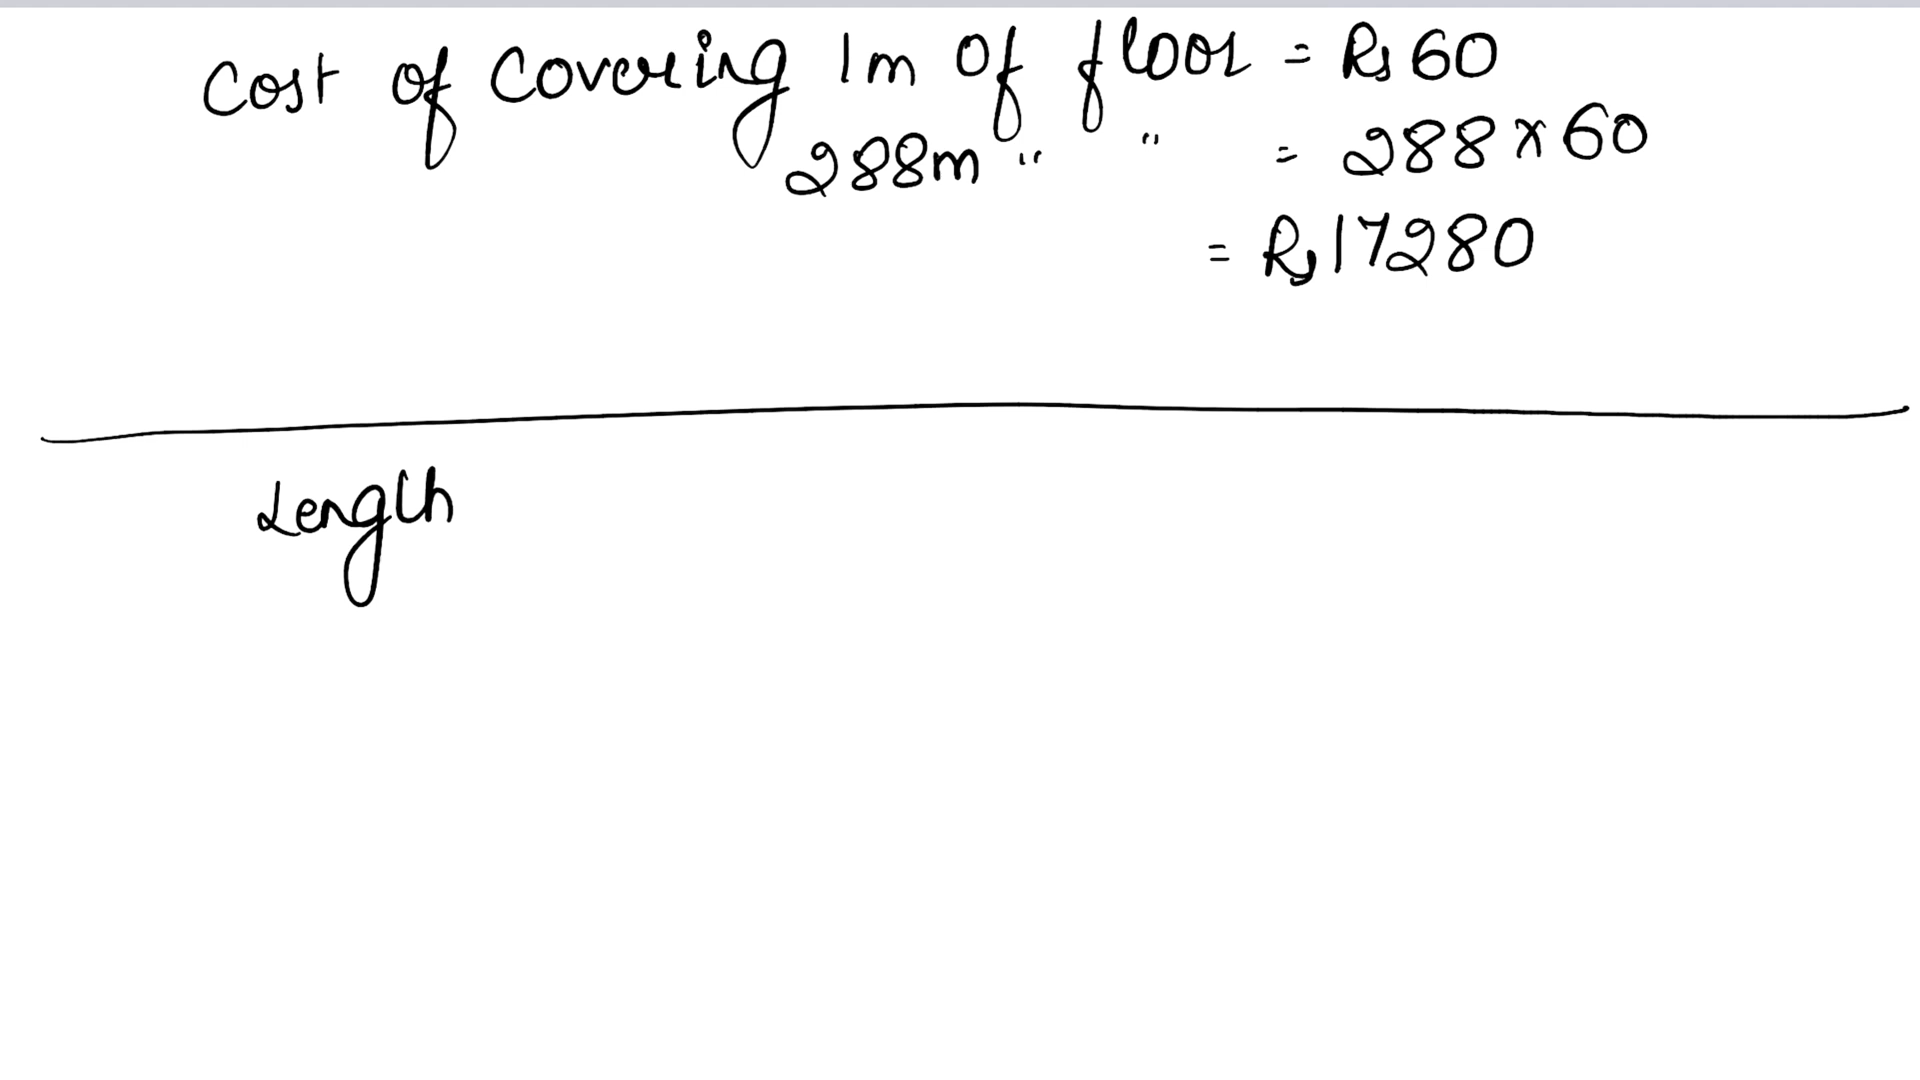 Cost of covering 1m of floor = Rs 60
288m " " = 288 x 60
= Rs 17280
Length